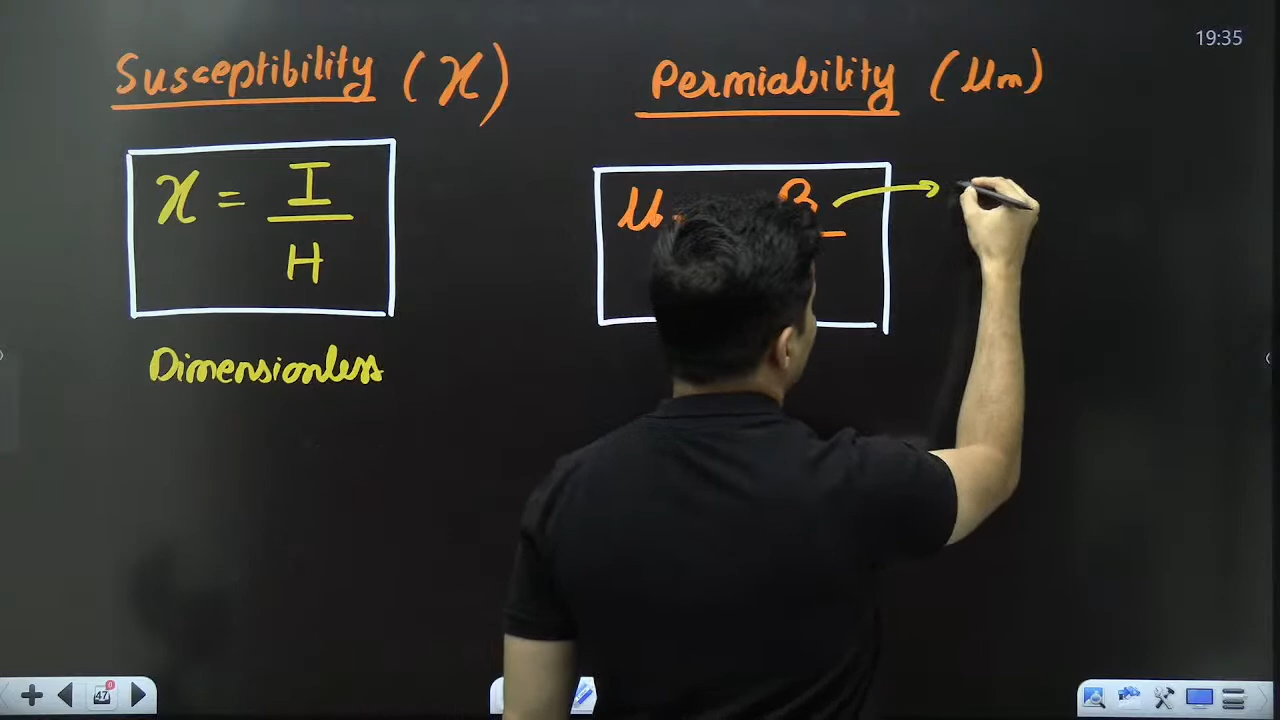 19:35
Susceptibility (χ)
Permiability (μm)
χ = I
H
μ B
Dimensionless
47